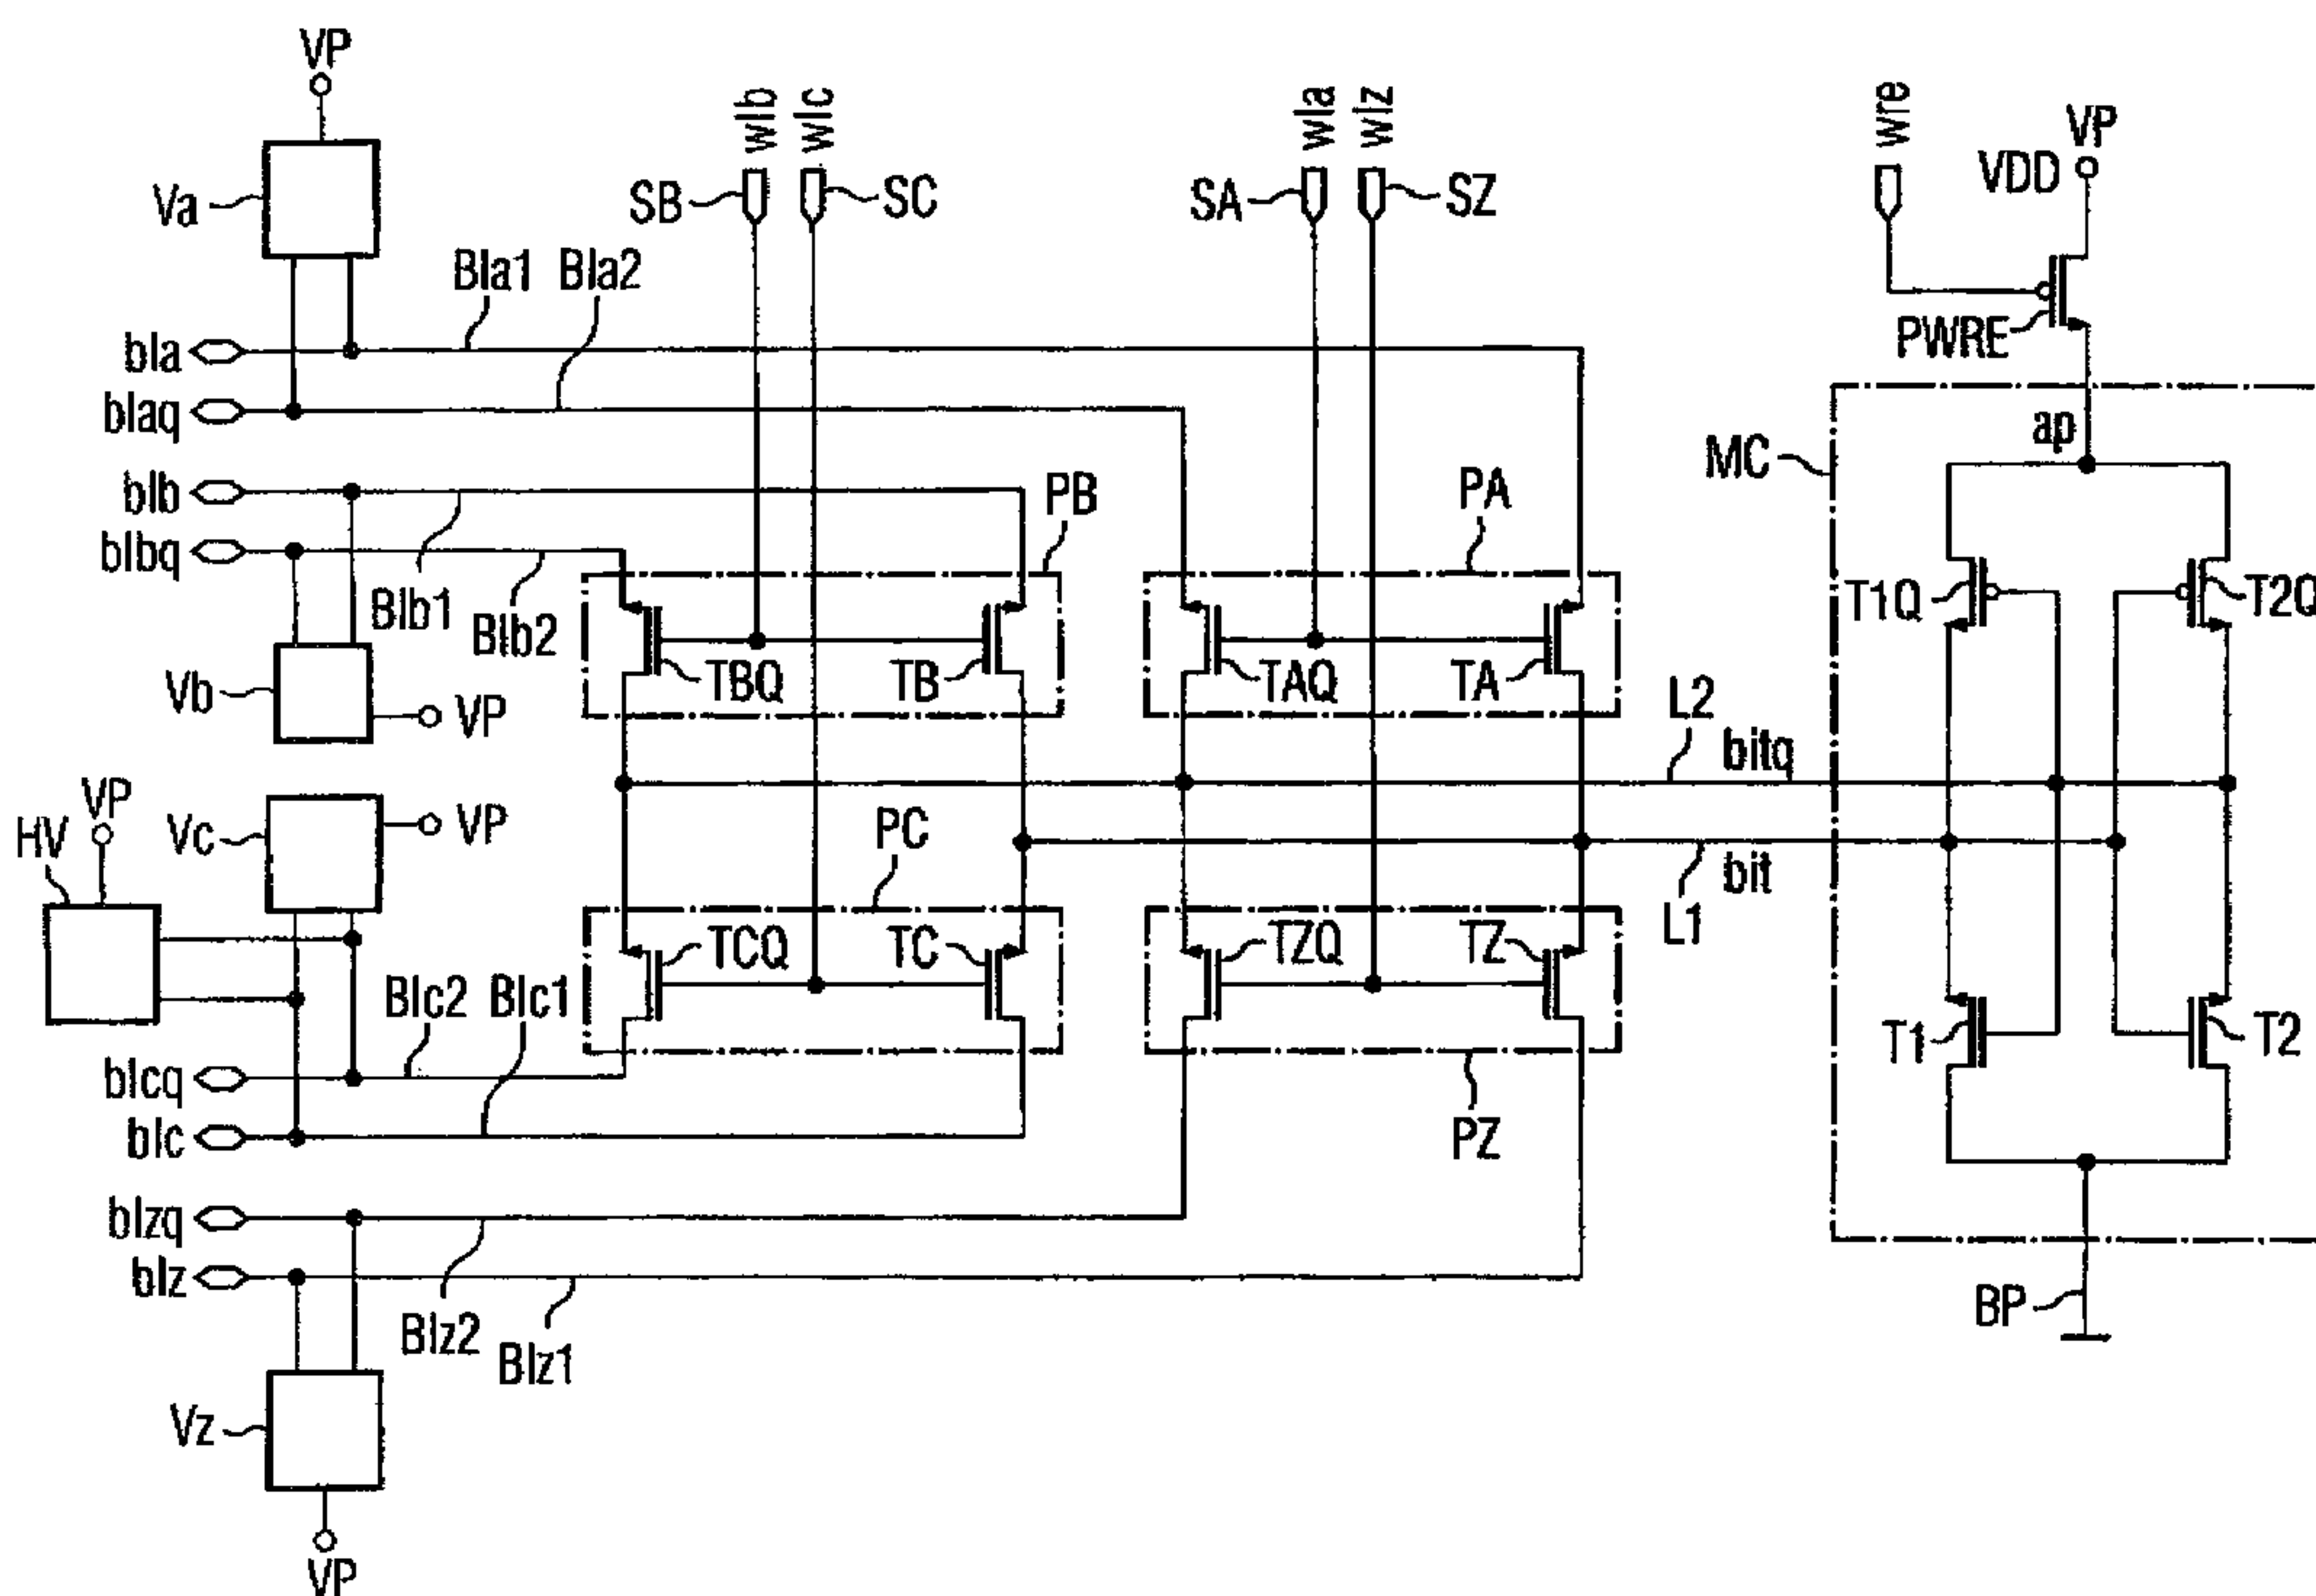 VP
wlb
wlc
wla
wlz
wre
VP
VDD
Va
SB
SC
SA
SZ
Bla1
Bla2
PWRE
bla
blaq
ap
MC
blb
PB
PA
blbq
Blb1
Blb2
T1Q
T2Q
TBQ
TB
TAQ
TA
Vb
VP
L2
bitq
VP
HV
Vc
VP
PC
bit
L1
TCQ
TC
TZQ
TZ
Blc2
Blc1
T1
T2
blcq
blc
PZ
blzq
blz
BP
Blz2
Blz1
Vz
VP